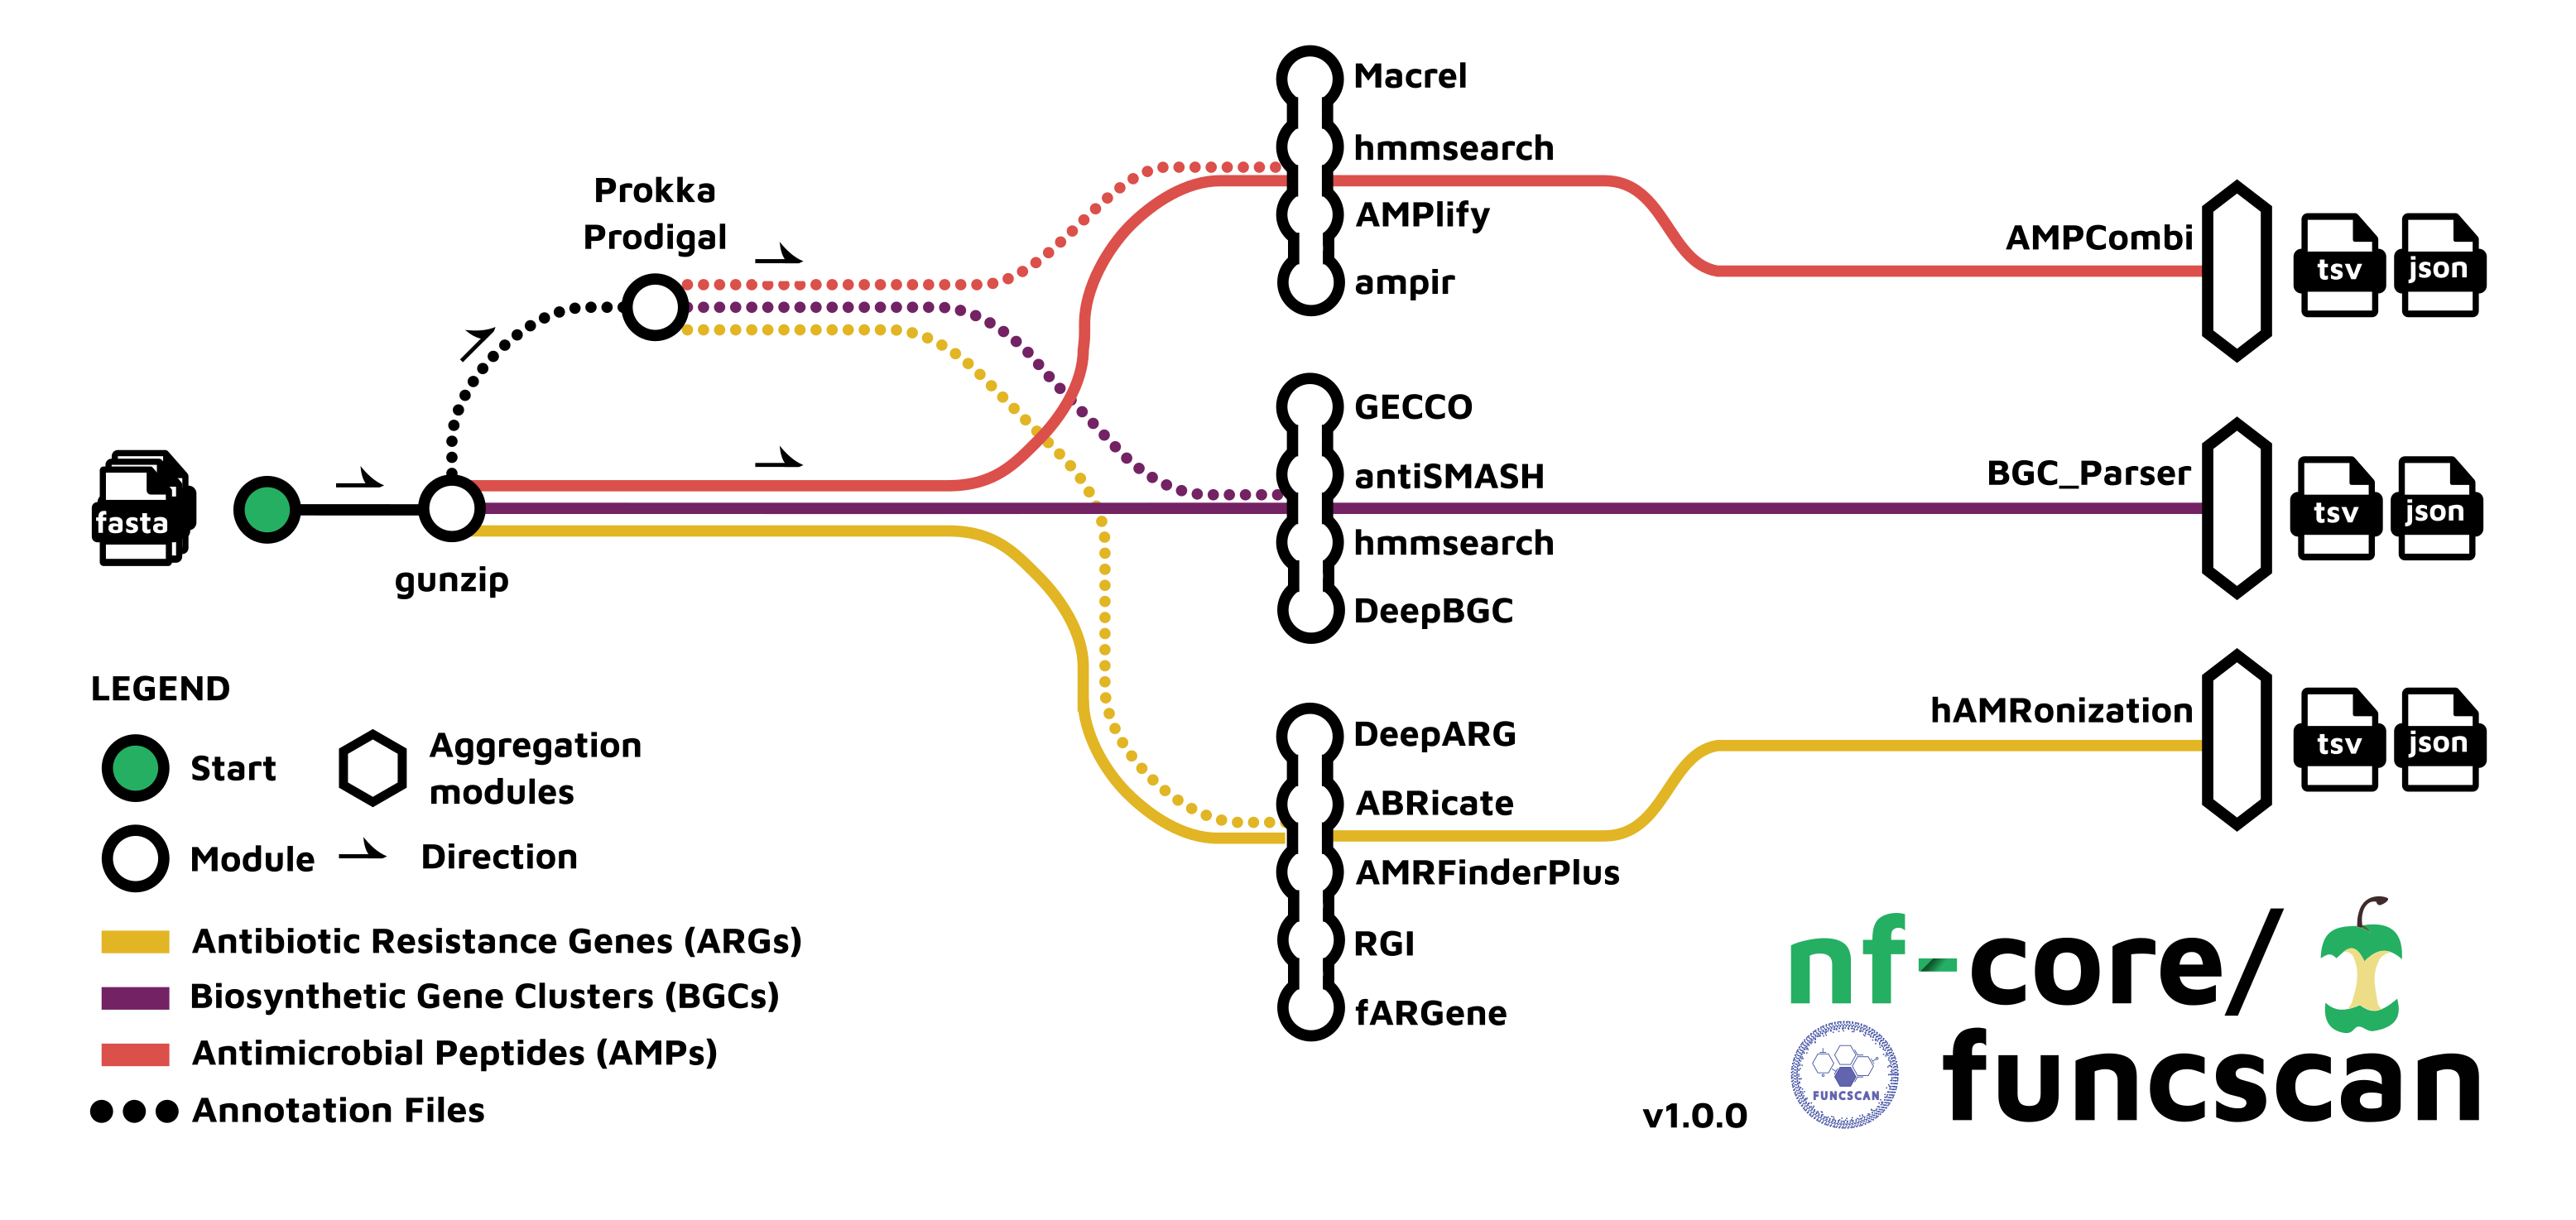 Macrel
hmmsearch
AMPlify
ampir
Prokka
Prodigal
AMPCombi
tsv
json
GECCO
antiSMASH
hmmsearch
DeepBGC
BGC_Parser
tsv
json
fasta
gunzip
DeepARG
ABRicate
AMRFinderPlus
RGI
fARGene
hAMRonization
tsv
json
LEGEND
Start
Aggregation
modules
Module
Direction
Antibiotic Resistance Genes (ARGs)
Biosynthetic Gene Clusters (BGCs)
Antimicrobial Peptides (AMPs)
Annotation Files
nf-core/
funcscan
FUNCSCAN
v1.0.0